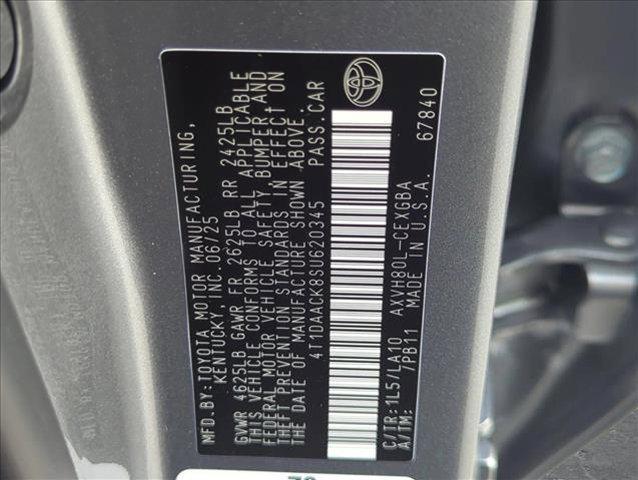 MFD.BY:TOYOTA MOTOR MANUFACTURING,
KENTUCKY, INC. 06/25
GVWR 4625LB GAWR FR 2625LB RR 2425LB
THIS VEHICLE CONFORMS TO ALL APPLICABLE
FEDERAL MOTOR VEHICLE SAFETY, BUMPER AND
THEFT PREVENTION STANDARDS IN EFFECT ON
THE DATE OF MANUFACTURE SHOWN ABOVE.
4T1DAACK8SU620345 PASS.CAR
C/TR:1L5/LA10 AXVH80L-CEXGBA
A/TM: /PB11 MADE IN U.S.A. 67840